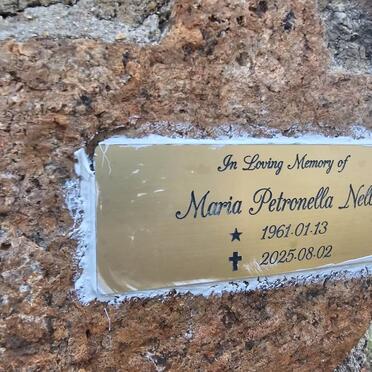 In Loving Memory of
Maria Petronella
★ 1961·01·13
✝ 2025·08·02